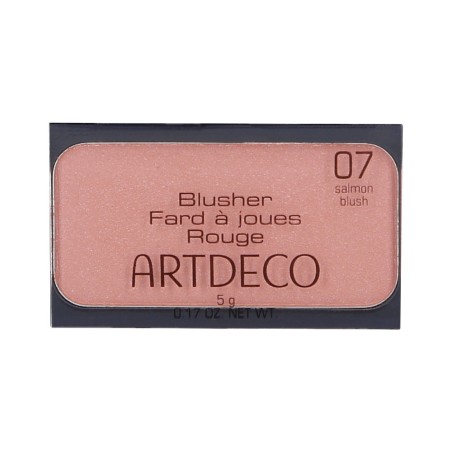 07
salmon
blush
Blusher
Fard à joues
Rouge
ARTDECO
5 g
0.17 OZ. NET WT.